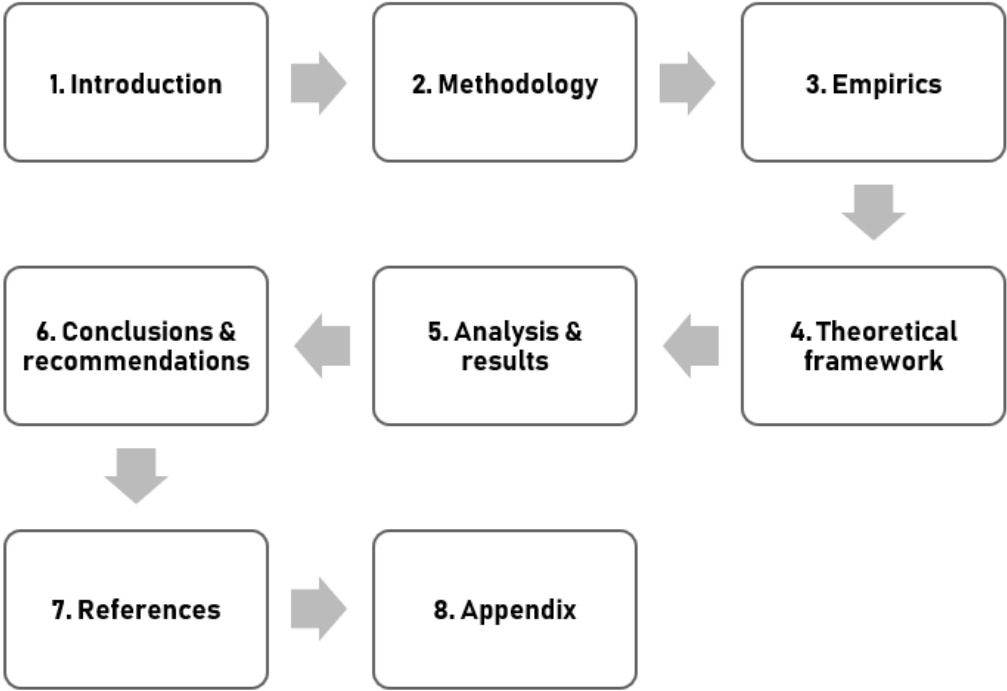 1. Introduction
2. Methodology
3. Empirics
4. Theoretical
framework
5. Analysis &
results
6. Conclusions &
recommendations
7. References
8. Appendix